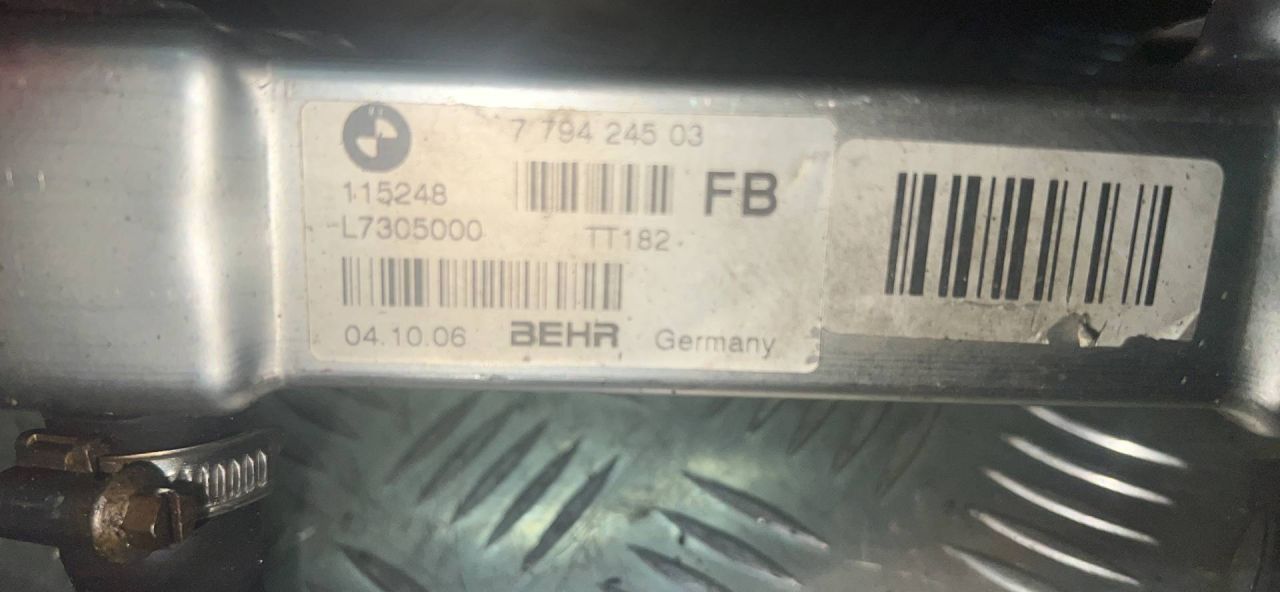 7 794 245 03
115248
FB
-L7305000
TT182
04.10.06 BEHR Germany